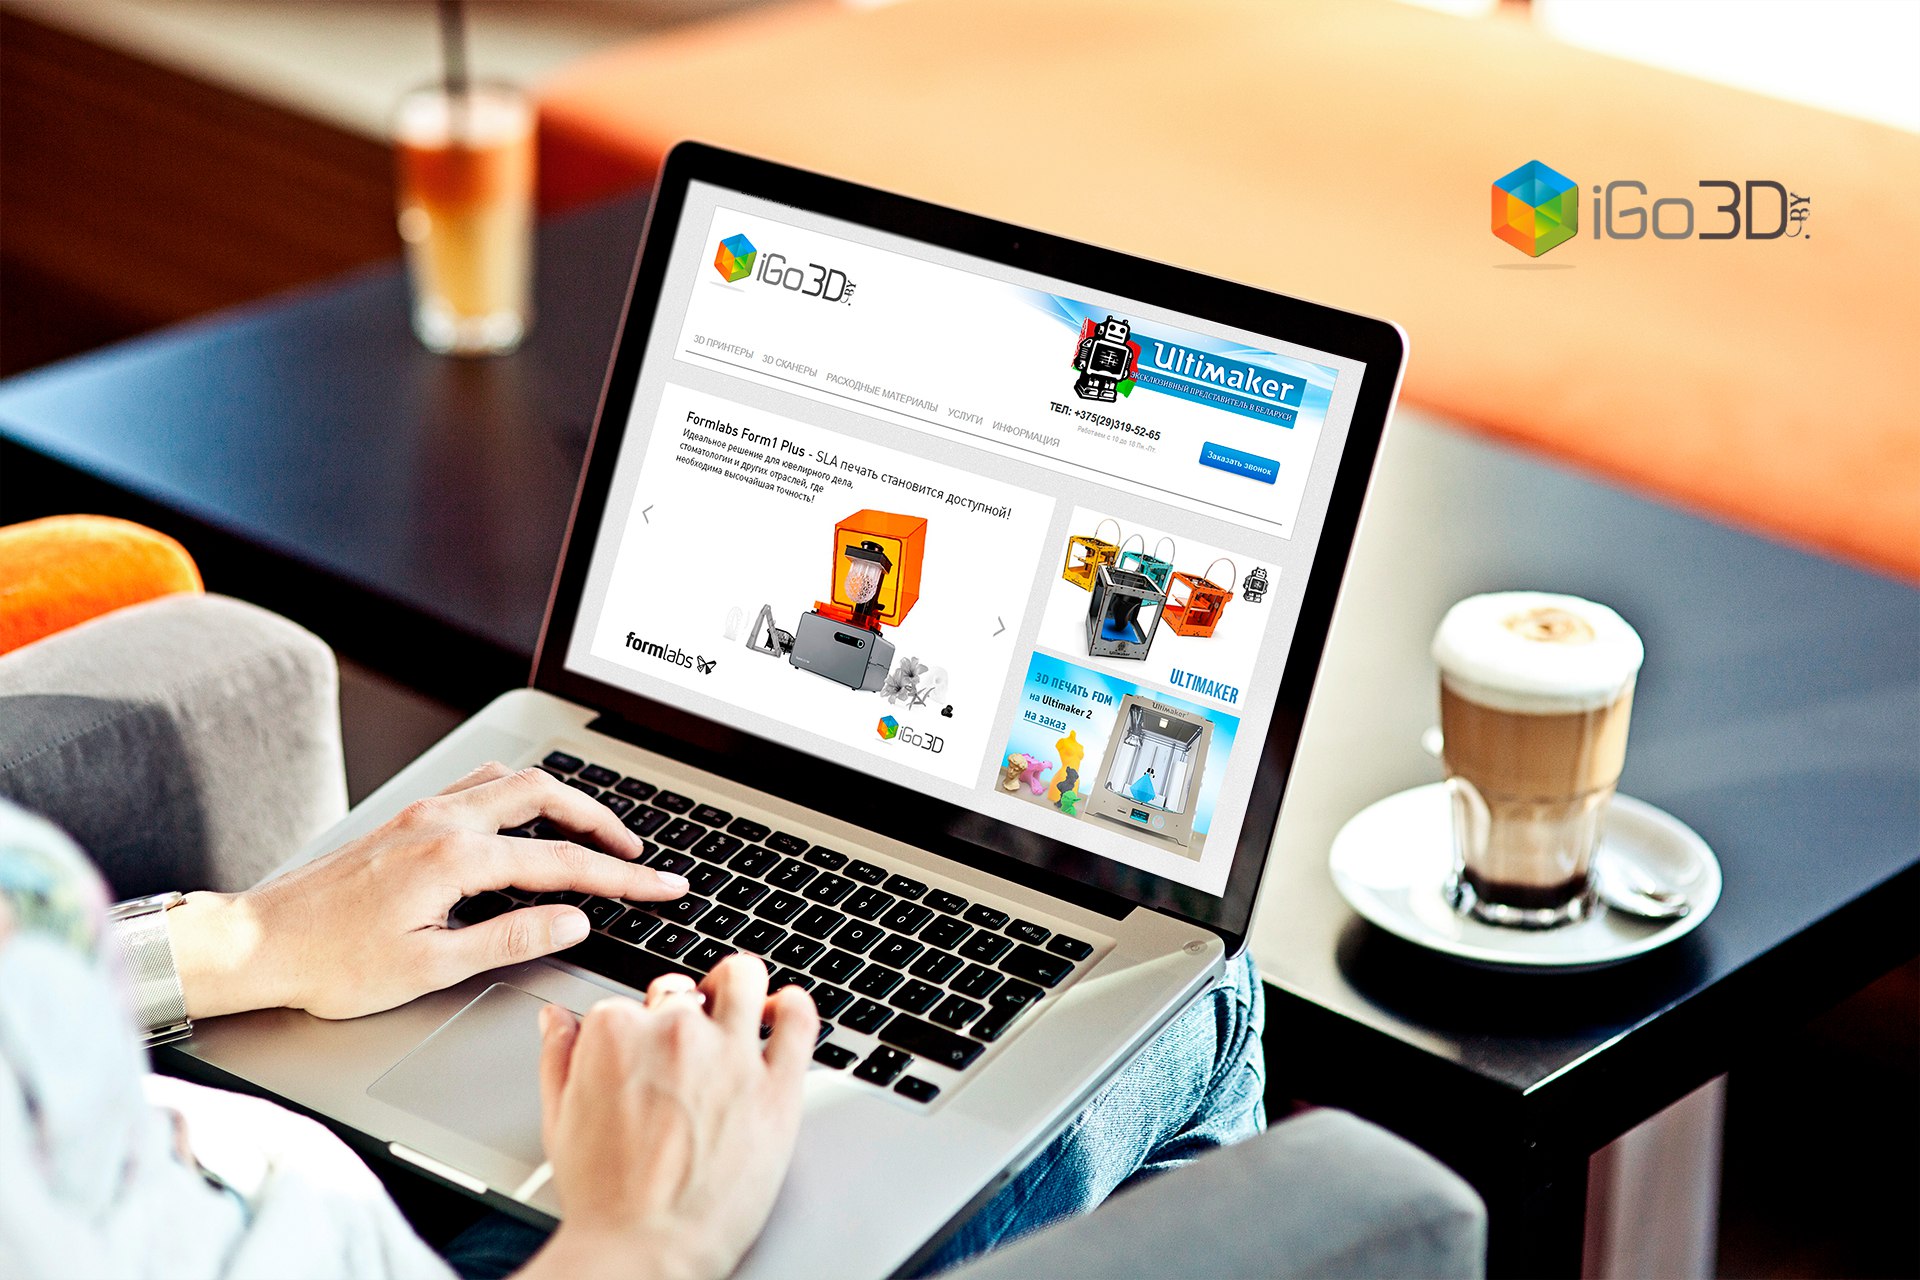 iGo3D.BY
iGo3D.BY
Ultimaker
ЭКСКЛЮЗИВНЫЙ ПРЕДСТАВИТЕЛЬ В БЕЛАРУСИ
3D ПРИНТЕРЫ 3D СКАНЕРЫ РАСХОДНЫЕ МАТЕРИАЛЫ УСЛУГИ ИНФОРМАЦИЯ
ТЕЛ: +375(29)319-52-65
Работаем с 10 до 18 Пн.-Пт.
Заказать звонок
Formlabs Form1 Plus - SLA печать становится доступной!
Идеальное решение для ювелирного дела,
стоматологии и других отраслей, где
необходима высочайшая точность!
formlabs
iGo3D
Ultimaker
ULTIMAKER
3D ПЕЧАТЬ FDM
на Ultimaker 2
на заказ
Ultimaker²